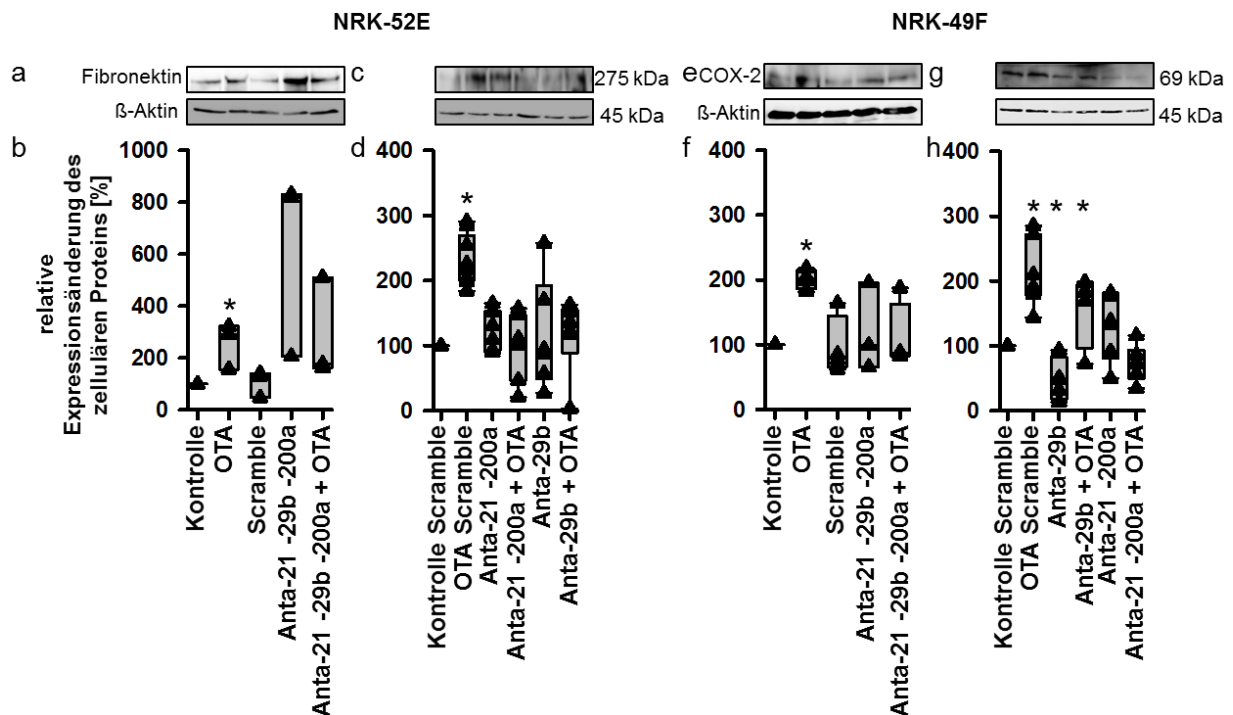 NRK-52E
NRK-49F
a
Fibronektin
ß-Aktin
c
275 kDa
45 kDa
e
COX-2
ß-Aktin
g
69 kDa
45 kDa
b
relative
Expressionsänderung des
zellulären Proteins [%]
1000
800
600
400
200
0
*
Kontrolle
OTA
Scramble
Anta-21 -29b -200a
Anta-21 -29b -200a + OTA
d
400
300
200
100
0
*
Kontrolle Scramble
OTA Scramble
Anta-21 -200a
Anta-21 -200a + OTA
Anta-29b
Anta-29b + OTA
f
400
300
200
100
0
*
Kontrolle
OTA
Scramble
Anta-21 -29b -200a
Anta-21 -29b -200a + OTA
h
400
300
200
100
0
* * *
Kontrolle Scramble
OTA Scramble
Anta-29b
Anta-29b + OTA
Anta-21 -200a
Anta-21 -200a + OTA